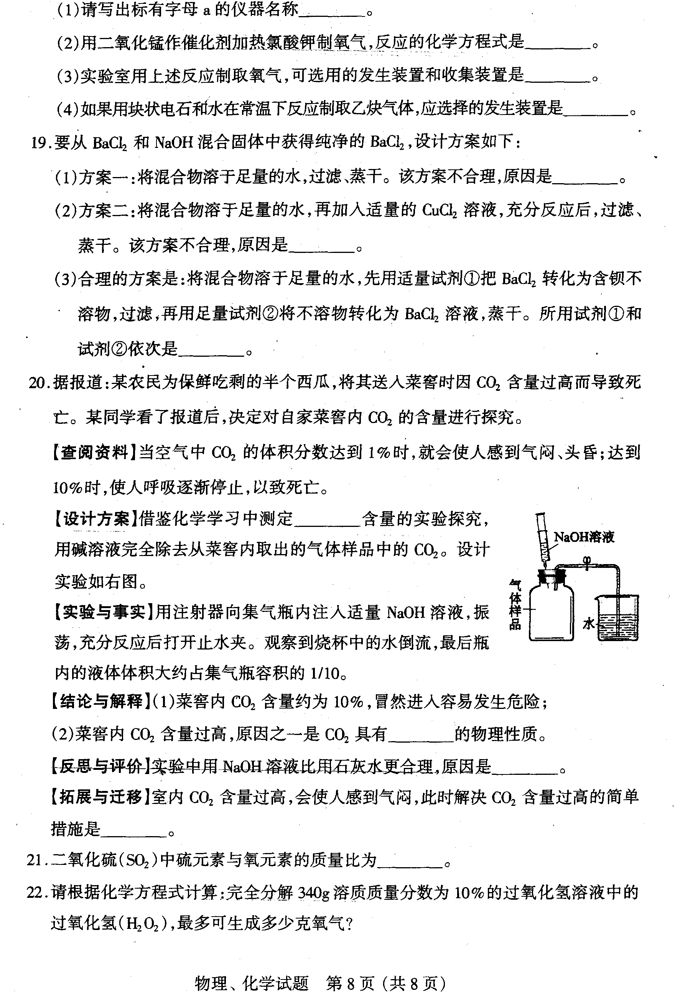 (1)请写出标有字母 a 的仪器名称________。
(2)用二氧化锰作催化剂加热氯酸钾制氧气,反应的化学方程式是________。
(3)实验室用上述反应制取氧气,可选用的发生装置和收集装置是________。
(4)如果用块状电石和水在常温下反应制取乙炔气体,应选择的发生装置是________。
19.要从 BaCl₂ 和 NaOH 混合固体中获得纯净的 BaCl₂,设计方案如下:
(1)方案一:将混合物溶于足量的水,过滤、蒸干。该方案不合理,原因是________。
(2)方案二:将混合物溶于足量的水,再加入适量的 CuCl₂ 溶液,充分反应后,过滤、
蒸干。该方案不合理,原因是________。
(3)合理的方案是:将混合物溶于足量的水,先用适量试剂①把 BaCl₂ 转化为含钡不
溶物,过滤,再用足量试剂②将不溶物转化为 BaCl₂ 溶液,蒸干。所用试剂①和
试剂②依次是________。
20.据报道:某农民为保鲜吃剩的半个西瓜,将其送入菜窖时因 CO₂ 含量过高而导致死
亡。某同学看了报道后,决定对自家菜窖内 CO₂ 的含量进行探究。
【查阅资料】当空气中 CO₂ 的体积分数达到 1%时,就会使人感到气闷、头昏;达到
10%时,使人呼吸逐渐停止,以致死亡。
【设计方案】借鉴化学学习中测定________含量的实验探究,
用碱溶液完全除去从菜窖内取出的气体样品中的 CO₂。设计
实验如右图。
【实验与事实】用注射器向集气瓶内注入适量 NaOH 溶液,振
荡,充分反应后打开止水夹。观察到烧杯中的水倒流,最后瓶
内的液体体积大约占集气瓶容积的 1/10。
NaOH溶液
气体样品
水
【结论与解释】(1)菜窖内 CO₂ 含量约为 10%,冒然进入容易发生危险;
(2)菜窖内 CO₂ 含量过高,原因之一是 CO₂ 具有________的物理性质。
【反思与评价】实验中用 NaOH 溶液比用石灰水更合理,原因是________。
【拓展与迁移】室内 CO₂ 含量过高,会使人感到气闷,此时解决 CO₂ 含量过高的简单
措施是________。
21.二氧化硫(SO₂)中硫元素与氧元素的质量比为________。
22.请根据化学方程式计算:完全分解 340g 溶质质量分数为 10%的过氧化氢溶液中的
过氧化氢(H₂O₂),最多可生成多少克氧气?
物理、化学试题 第 8 页 (共 8 页)